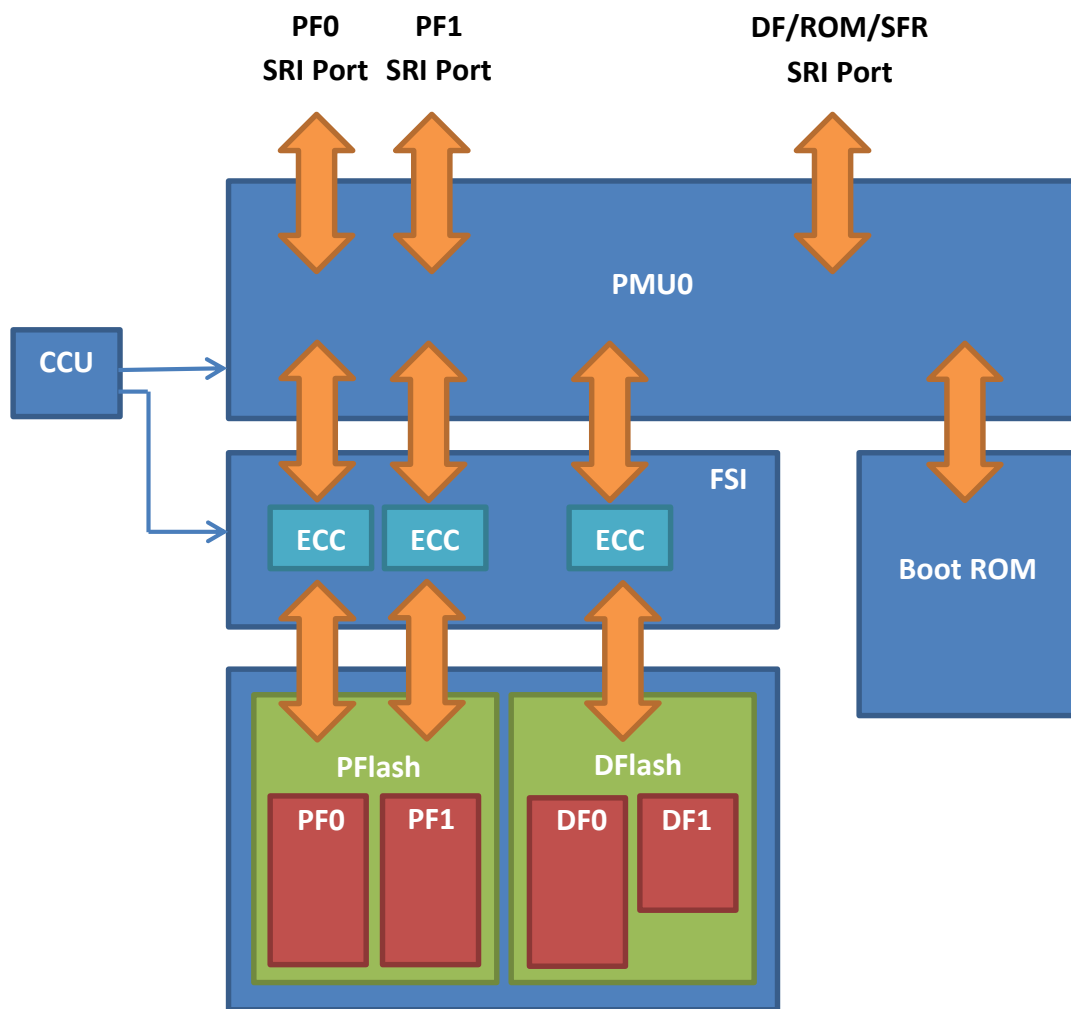 PF0
SRI Port
PF1
SRI Port
DF/ROM/SFR
SRI Port
PMU0
CCU
FSI
ECC
ECC
ECC
Boot ROM
PFlash
DFlash
PF0
PF1
DF0
DF1